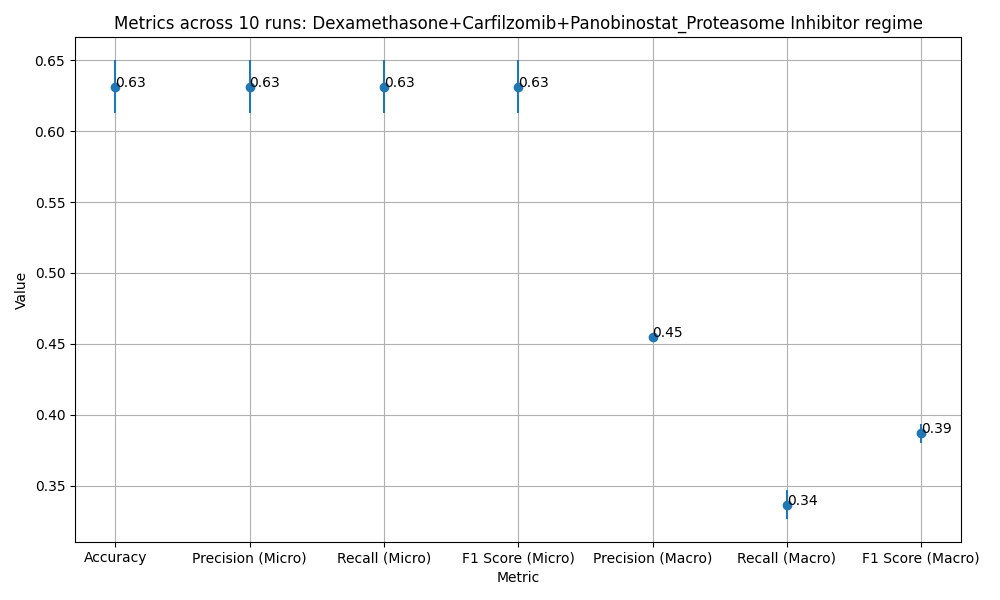 Metrics across 10 runs: Dexamethasone+Carfilzomib+Panobinostat_Proteasome Inhibitor regime
0.65
0.63 0.63 0.63 0.63
0.60
0.55
0.50
Value
0.45
0.45
0.40
0.39
0.35
0.34
Accuracy Precision (Micro) Recall (Micro) F1 Score (Micro) Precision (Macro) Recall (Macro) F1 Score (Macro)
Metric